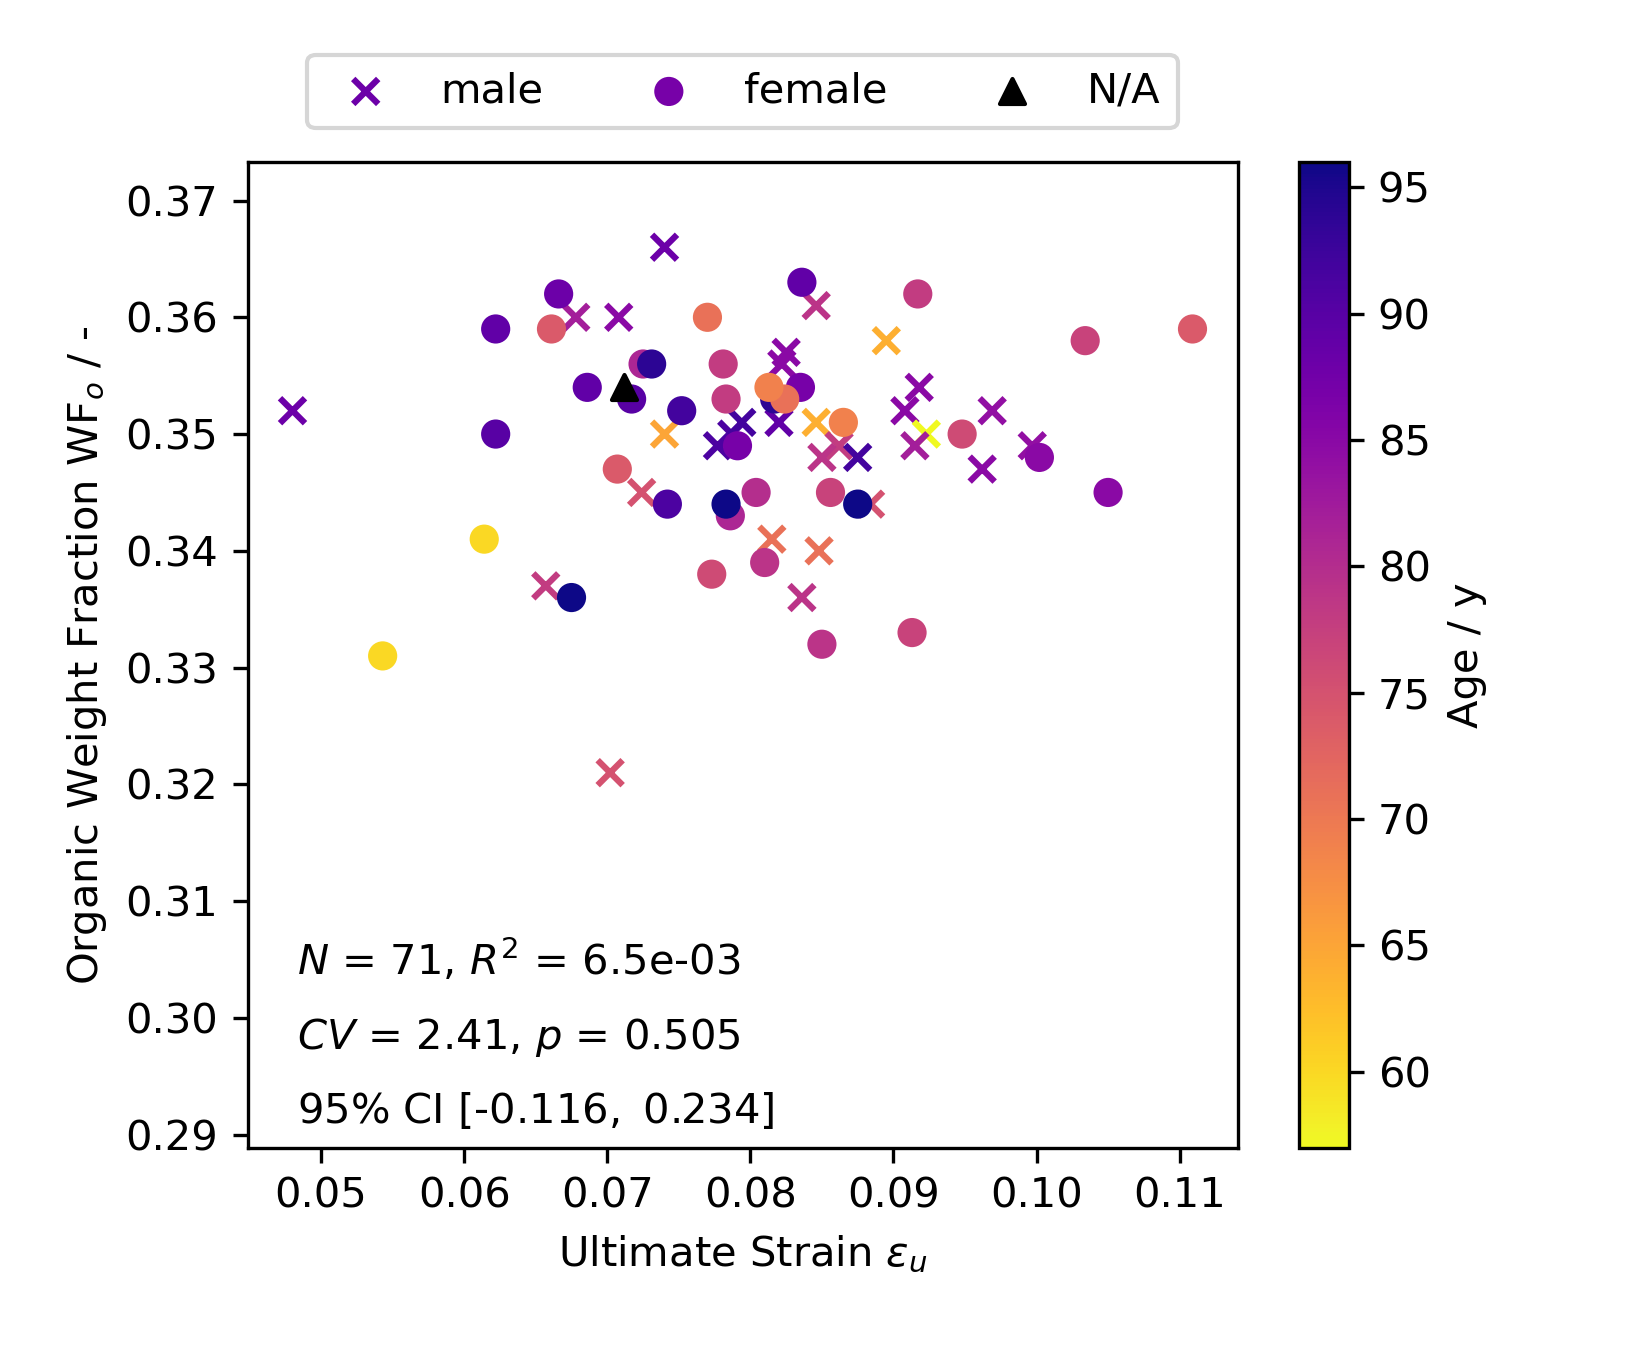 male female N/A
0.37
0.36
0.35
0.34
0.33
0.32
0.31
0.30
0.29
Organic Weight Fraction WFₒ / -
N = 71, R² = 6.5e-03
CV = 2.41, p = 0.505
95% CI [-0.116, 0.234]
0.05 0.06 0.07 0.08 0.09 0.10 0.11
Ultimate Strain εᵤ
95
90
85
80
75
70
65
60
Age / y